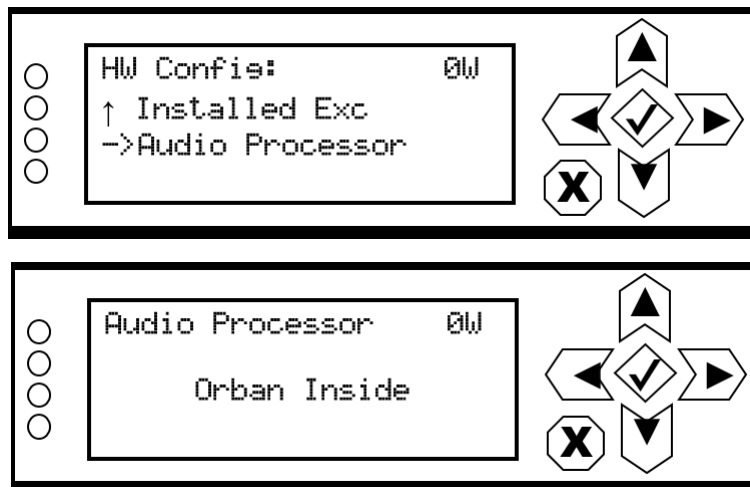 HW Config: 0W
↑ Installed Exc
->Audio Processor
X
Audio Processor 0W
Orban Inside
X